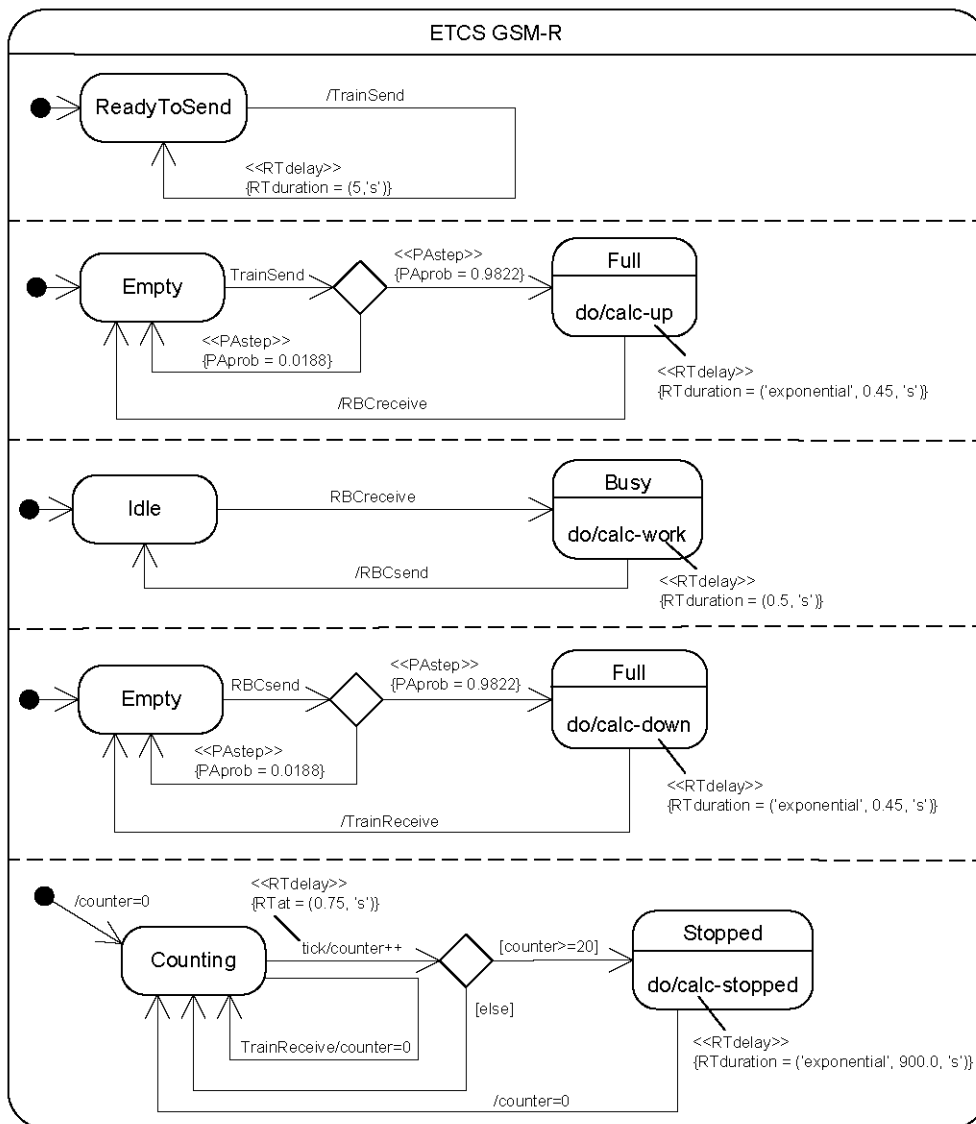 ETCS GSM-R
/TrainSend
ReadyToSend
<<RTdelay>>
{RTduration = (5,'s')}
<<PAstep>>
{PAprob = 0.9822}
Full
TrainSend
Empty
do/calc-up
<<PAstep>>
{PAprob = 0.0188}
<<RTdelay>>
{RTduration = ('exponential', 0.45, 's')}
/RBCreceive
Busy
RBCreceive
Idle
do/calc-work
/RBCsend
<<RTdelay>>
{RTduration = (0.5, 's')}
<<PAstep>>
{PAprob = 0.9822}
Full
RBCsend
Empty
do/calc-down
<<PAstep>>
{PAprob = 0.0188}
<<RTdelay>>
{RTduration = ('exponential', 0.45, 's')}
/TrainReceive
<<RTdelay>>
{RTat = (0.75, 's')}
/counter=0
tick/counter++
[counter>=20]
Stopped
Counting
do/calc-stopped
[else]
TrainReceive/counter=0
<<RTdelay>>
{RTduration = ('exponential', 900.0, 's')}
/counter=0